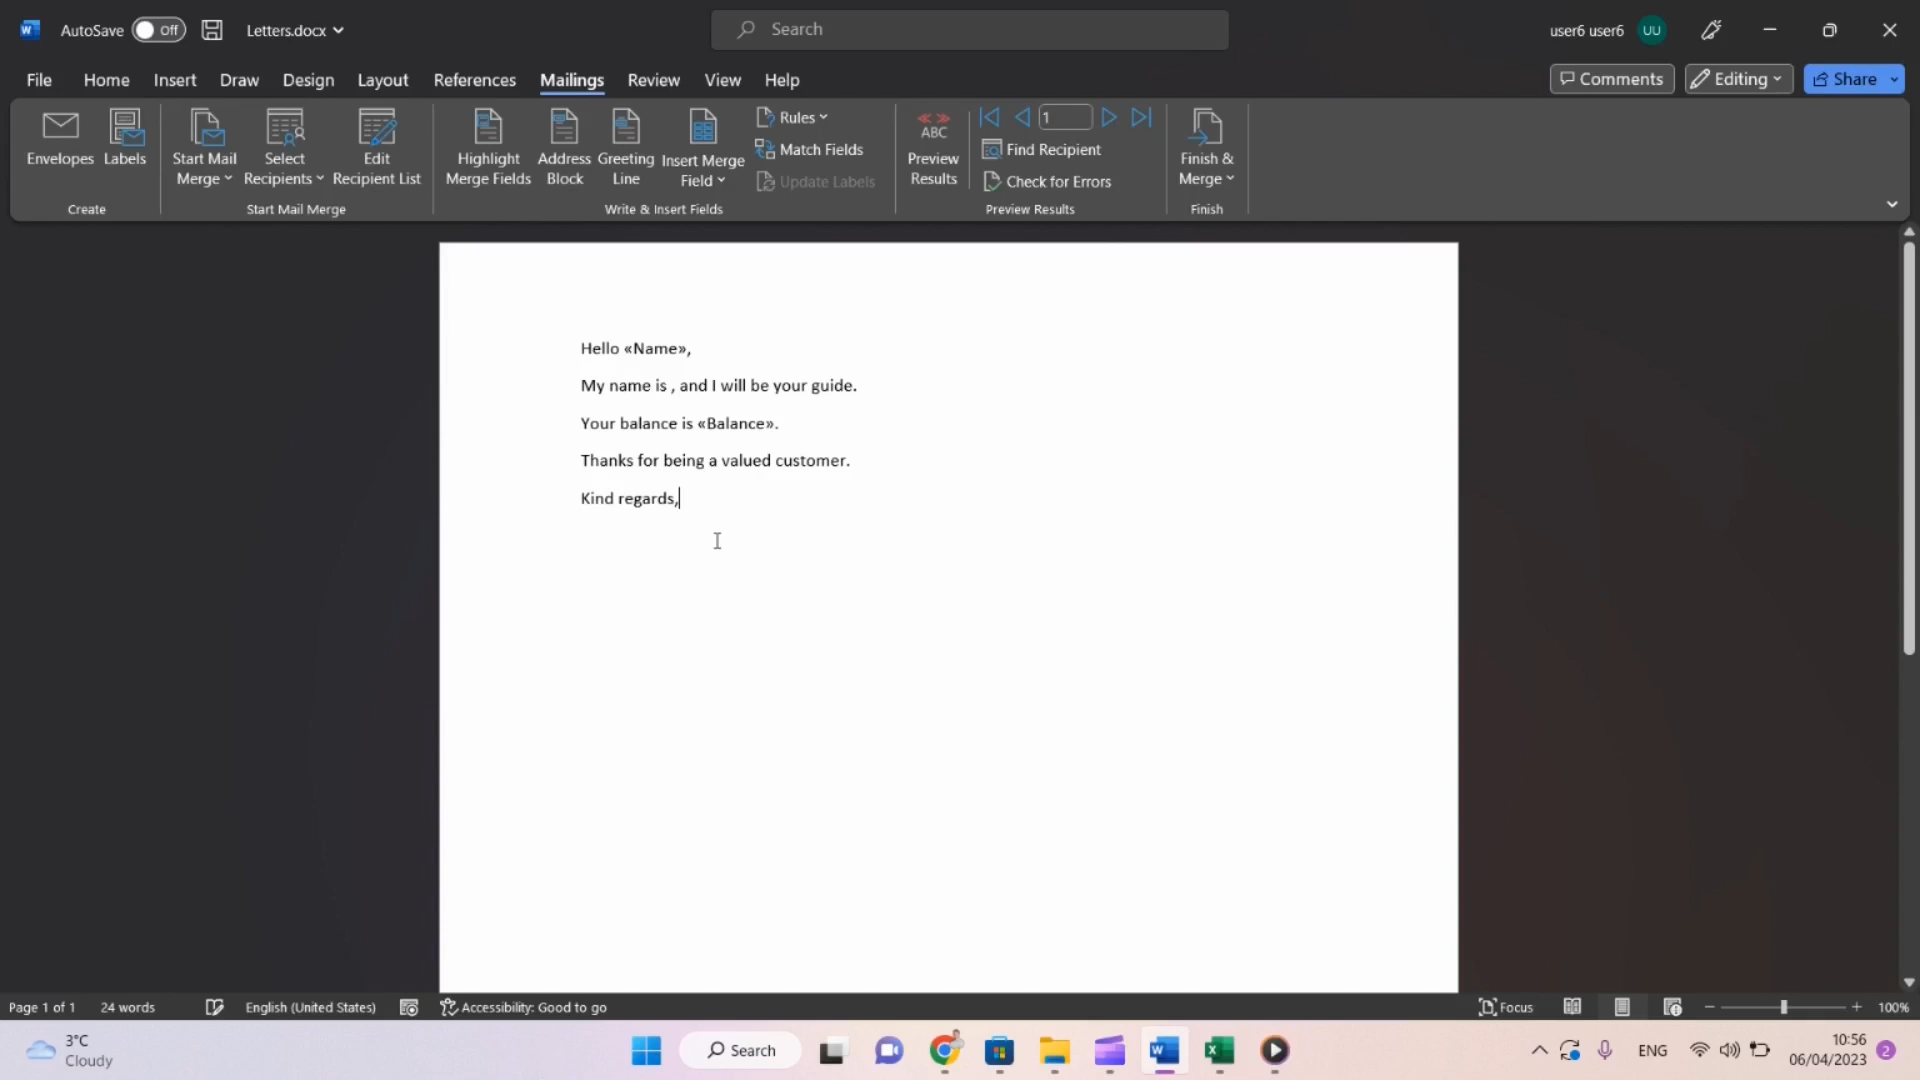 AutoSave Off Letters.docx Search user6 user6 UU
File Home Insert Draw Design Layout References Mailings Review View Help Comments Editing Share
Envelopes
Labels
Create
Start Mail
Merge
Select
Recipients
Edit
Recipient List
Start Mail Merge
Highlight
Merge Fields
Address
Block
Greeting
Line
Insert Merge
Field
Rules
Match Fields
Update Labels
Write & Insert Fields
ABC
Preview
Results
1
Find Recipient
Check for Errors
Preview Results
Finish &
Merge
Finish
Hello «Name»,
My name is , and I will be your guide.
Your balance is «Balance».
Thanks for being a valued customer.
Kind regards,
Page 1 of 1 24 words English (United States) Accessibility: Good to go Focus 100%
3°C
Cloudy
Search
ENG
10:56
06/04/2023
2